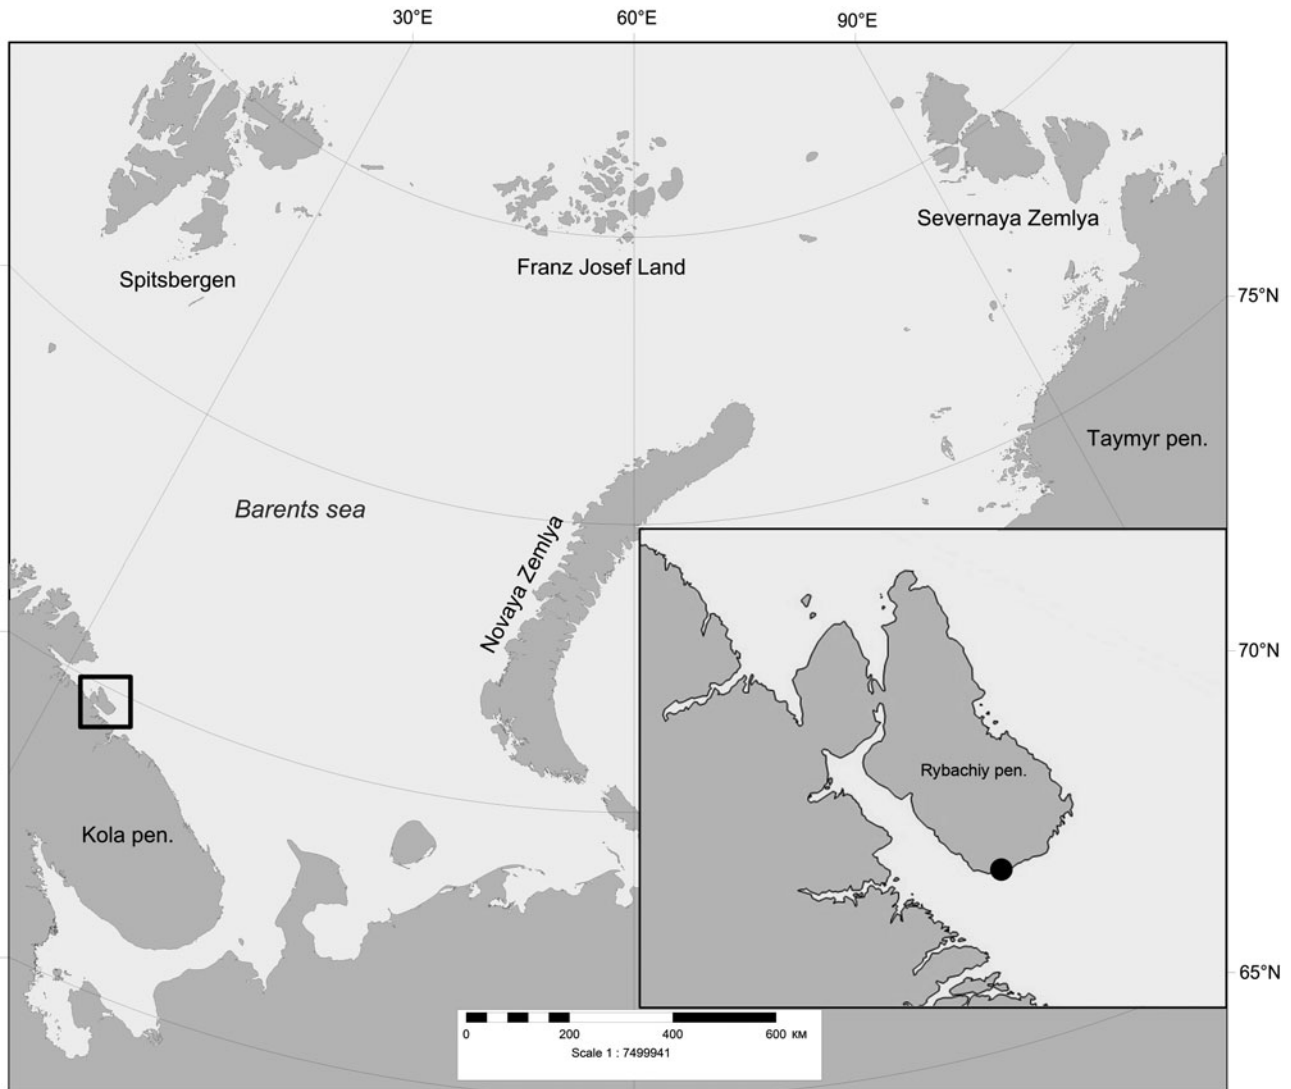 30°E
60°E
90°E
Severnaya Zemlya
Franz Josef Land
Spitsbergen
75°N
Taymyr pen.
Barents sea
Novaya Zemlya
70°N
Rybachiy pen.
Kola pen.
65°N
0 200 400 600 км
Scale 1 : 7499941